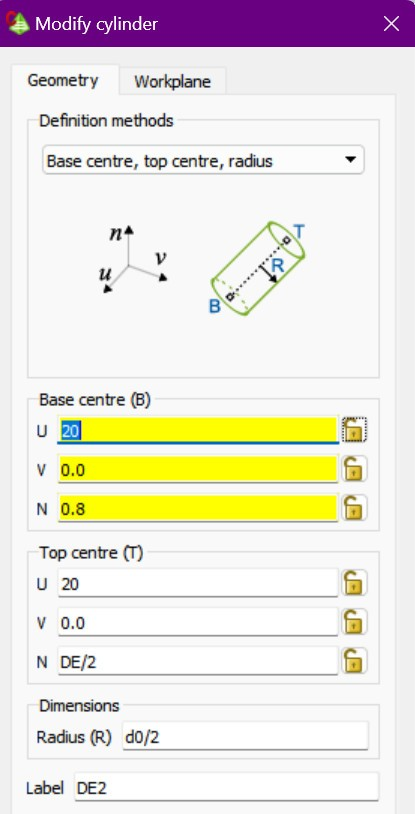 Modify cylinder
Geometry Workplane
Definition methods
Base centre, top centre, radius
n
v
u
T
R
B
Base centre (B)
U 20
V 0.0
N 0.8
Top centre (T)
U 20
V 0.0
N DE/2
Dimensions
Radius (R) d0/2
Label DE2